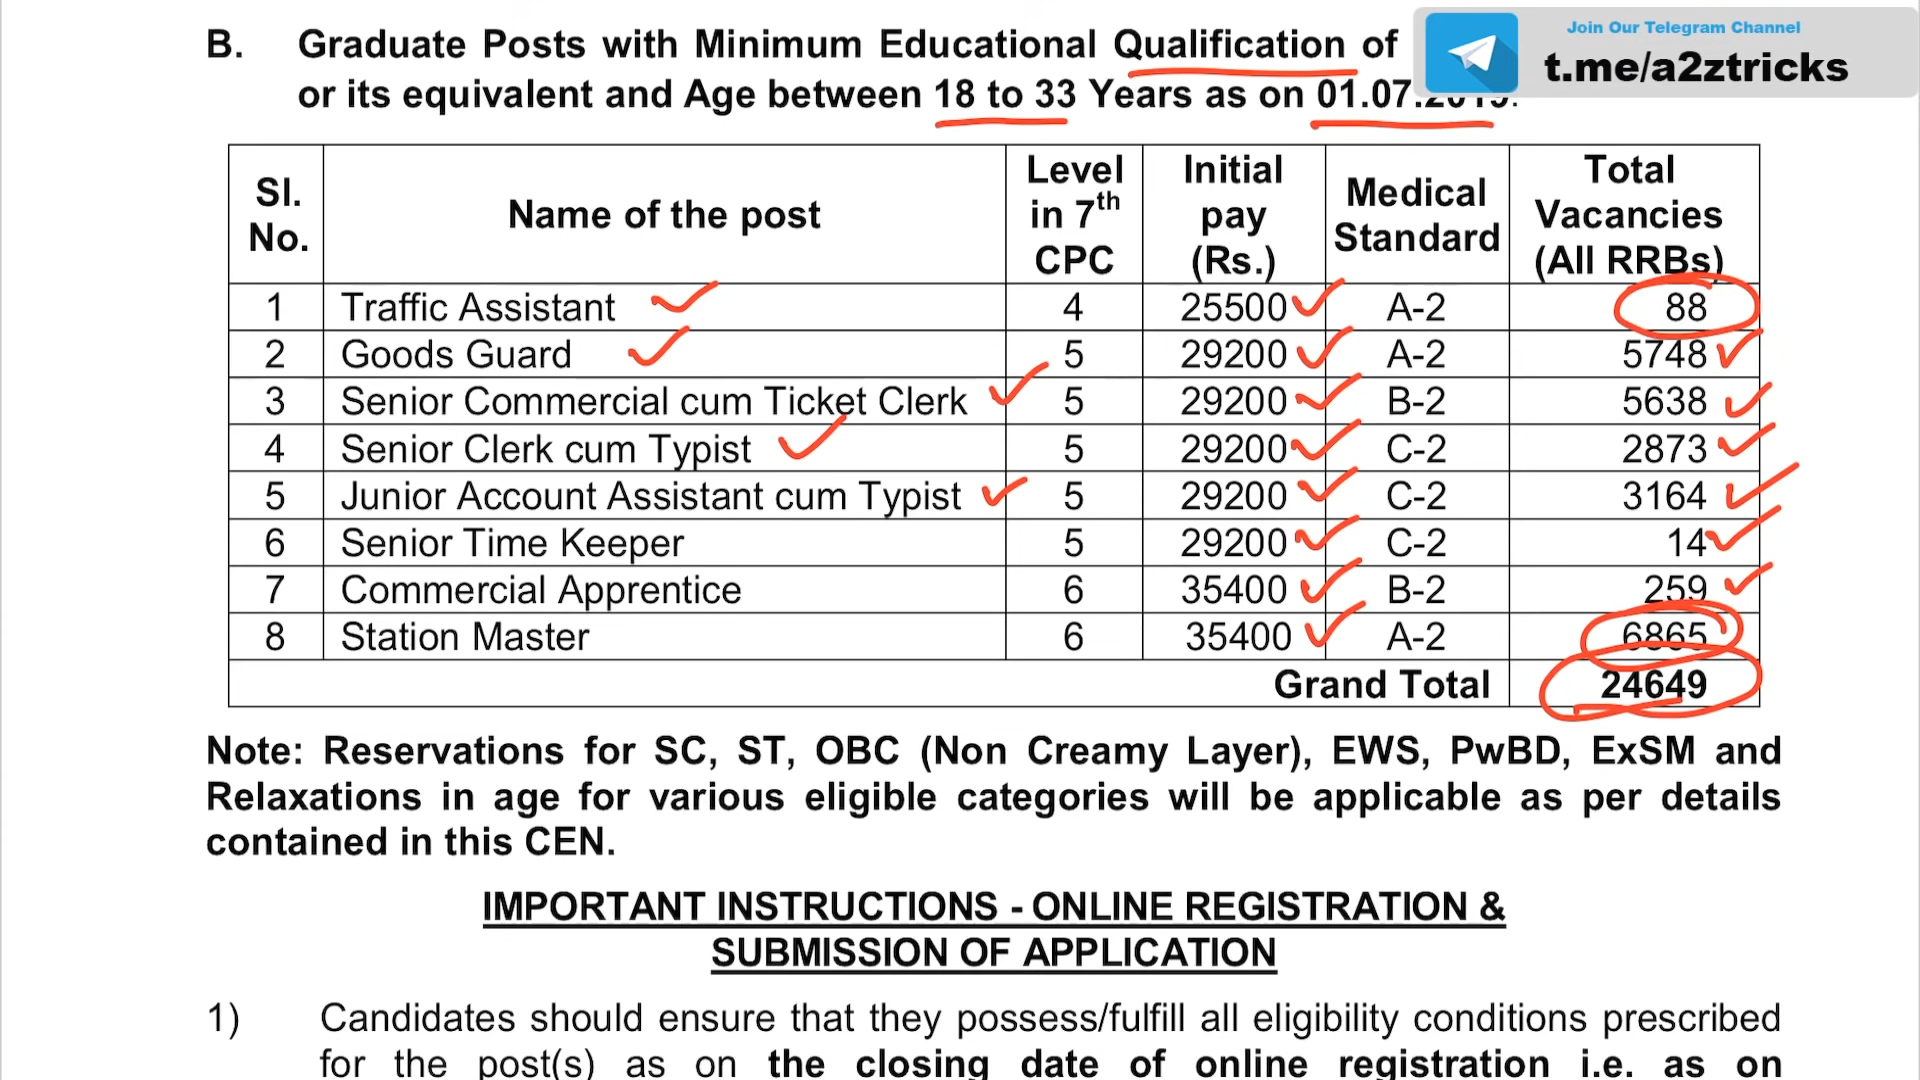 B. Graduate Posts with Minimum Educational Qualification of
Join Our Telegram Channel
t.me/a2ztricks
or its equivalent and Age between 18 to 33 Years as on 01.07.2019.
Sl. No. Name of the post Level in 7th CPC Initial pay (Rs.) Medical Standard Total Vacancies (All RRBs)
1 Traffic Assistant 4 25500 A-2 88
2 Goods Guard 5 29200 A-2 5748
3 Senior Commercial cum Ticket Clerk 5 29200 B-2 5638
4 Senior Clerk cum Typist 5 29200 C-2 2873
5 Junior Account Assistant cum Typist 5 29200 C-2 3164
6 Senior Time Keeper 5 29200 C-2 14
7 Commercial Apprentice 6 35400 B-2 259
8 Station Master 6 35400 A-2 6865
Grand Total 24649
Note: Reservations for SC, ST, OBC (Non Creamy Layer), EWS, PwBD, ExSM and
Relaxations in age for various eligible categories will be applicable as per details
contained in this CEN.
IMPORTANT INSTRUCTIONS - ONLINE REGISTRATION &
SUBMISSION OF APPLICATION
1) Candidates should ensure that they possess/fulfill all eligibility conditions prescribed
for the post(s) as on the closing date of online registration i.e. as on